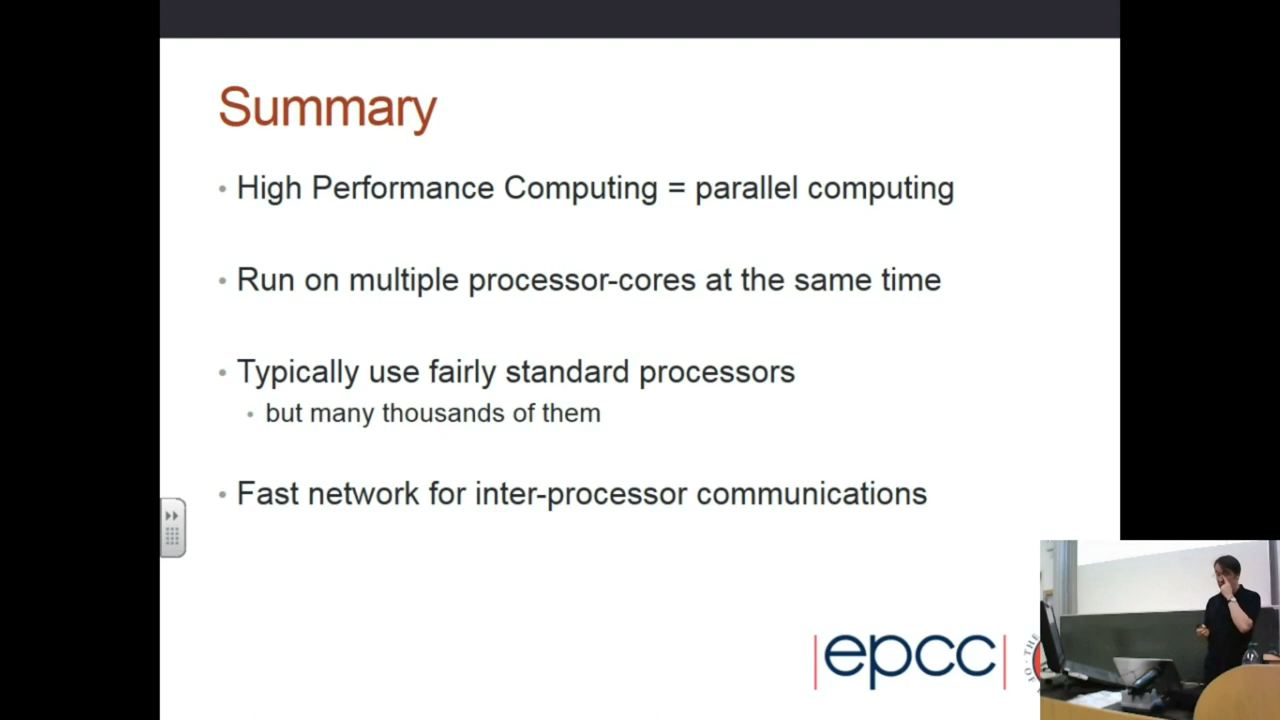 Summary
• High Performance Computing = parallel computing
• Run on multiple processor-cores at the same time
• Typically use fairly standard processors
• but many thousands of them
• Fast network for inter-processor communications
|epcc|